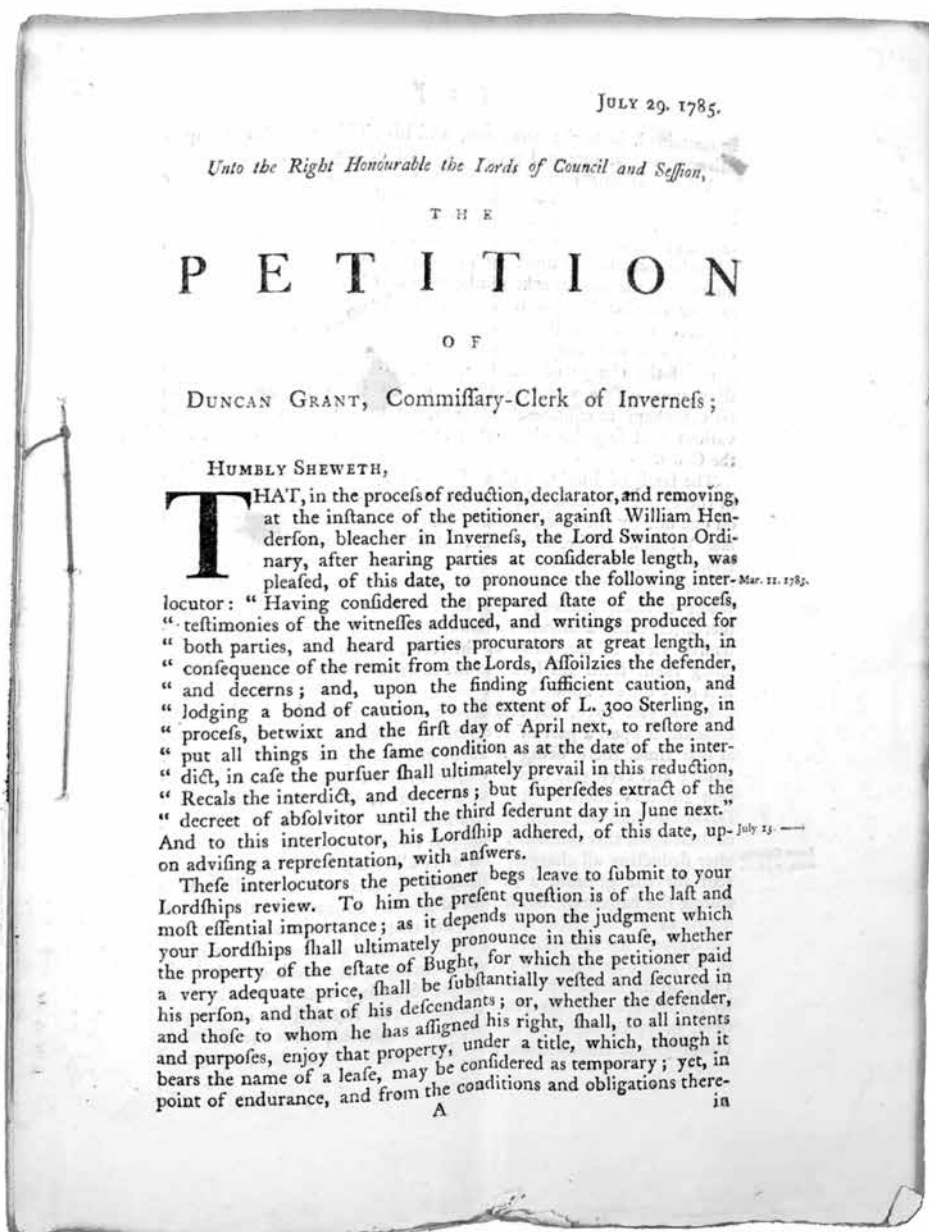 JULY 29. 1785.
Unto the Right Honourable the Lords of Council and Seſſion,
THE
PETITION
OF
DUNCAN GRANT, Commiſſary-Clerk of Inverneſs;
HUMBLY SHEWETH,
THAT, in the proceſs of reduction, declarator, and removing,
at the inſtance of the petitioner, againſt William Hen-
derſon, bleacher in Inverneſs, the Lord Swinton Ordi-
nary, after hearing parties at conſiderable length, was
pleaſed, of this date, to pronounce the following inter- Mar. 11. 1785.
locutor: “ Having conſidered the prepared ſtate of the proceſs,
“ teſtimonies of the witneſſes adduced, and writings produced for
“ both parties, and heard parties procurators at great length, in
“ conſequence of the remit from the Lords, Aſſoilzies the defender,
“ and decerns; and, upon the finding ſufficient caution, and
“ lodging a bond of caution, to the extent of L. 300 Sterling, in
“ proceſs, betwixt and the firſt day of April next, to reſtore and
“ put all things in the ſame condition as at the date of the inter-
“ dict, in caſe the purſuer ſhall ultimately prevail in this reduction,
“ Recals the interdict, and decerns; but ſuperſedes extract of the
“ decreet of abſolvitor until the third ſederunt day in June next.”
And to this interlocutor, his Lordſhip adhered, of this date, up- July 15. ——
on adviſing a repreſentation, with anſwers.
Theſe interlocutors the petitioner begs leave to ſubmit to your
Lordſhips review. To him the preſent queſtion is of the laſt and
moſt eſſential importance; as it depends upon the judgment which
your Lordſhips ſhall ultimately pronounce in this cauſe, whether
the property of the eſtate of Bught, for which the petitioner paid
a very adequate price, ſhall be ſubſtantially veſted and ſecured in
his perſon, and that of his deſcendants; or, whether the defender,
and thoſe to whom he has aſſigned his right, ſhall, to all intents
and purpoſes, enjoy that property, under a title, which, though it
bears the name of a leaſe, may be conſidered as temporary; yet, in
point of endurance, and from the conditions and obligations there-
A in